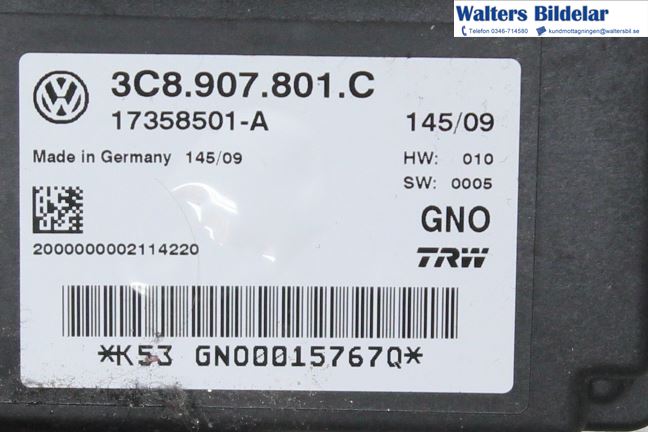 Walters Bildelar
Telefon 0346-714580 kundmottagningen@waltersbil.se
3C8.907.801.C
17358501-A 145/09
Made in Germany 145/09 HW: 010
SW: 0005
GNO
2000000002114220 TRW
*K53 GNO00015767Q*